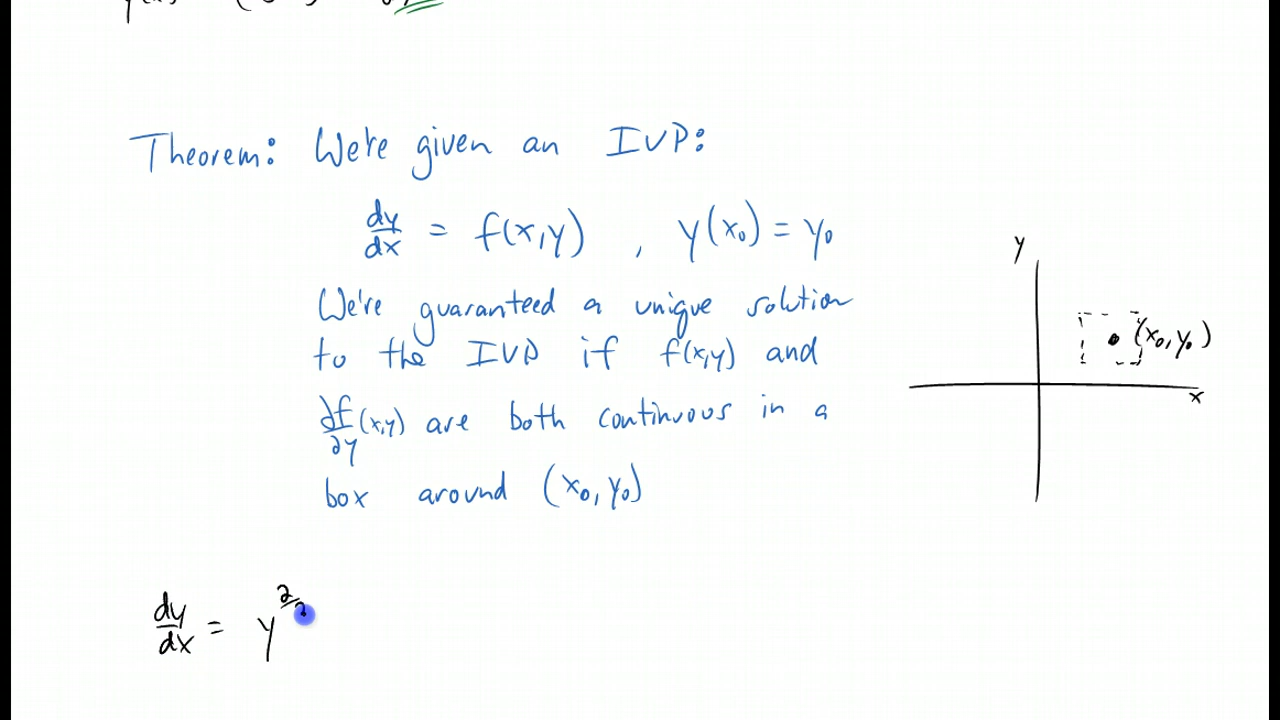 Theorem: We're given an IVP:
dy/dx = f(x,y) , y(x₀) = y₀
We're guaranteed a unique solution
to the IVP if f(x,y) and
∂f/∂y (x,y) are both continuous in a
box around (x₀, y₀)
y
(x₀, y₀)
x
dy/dx = y^2/